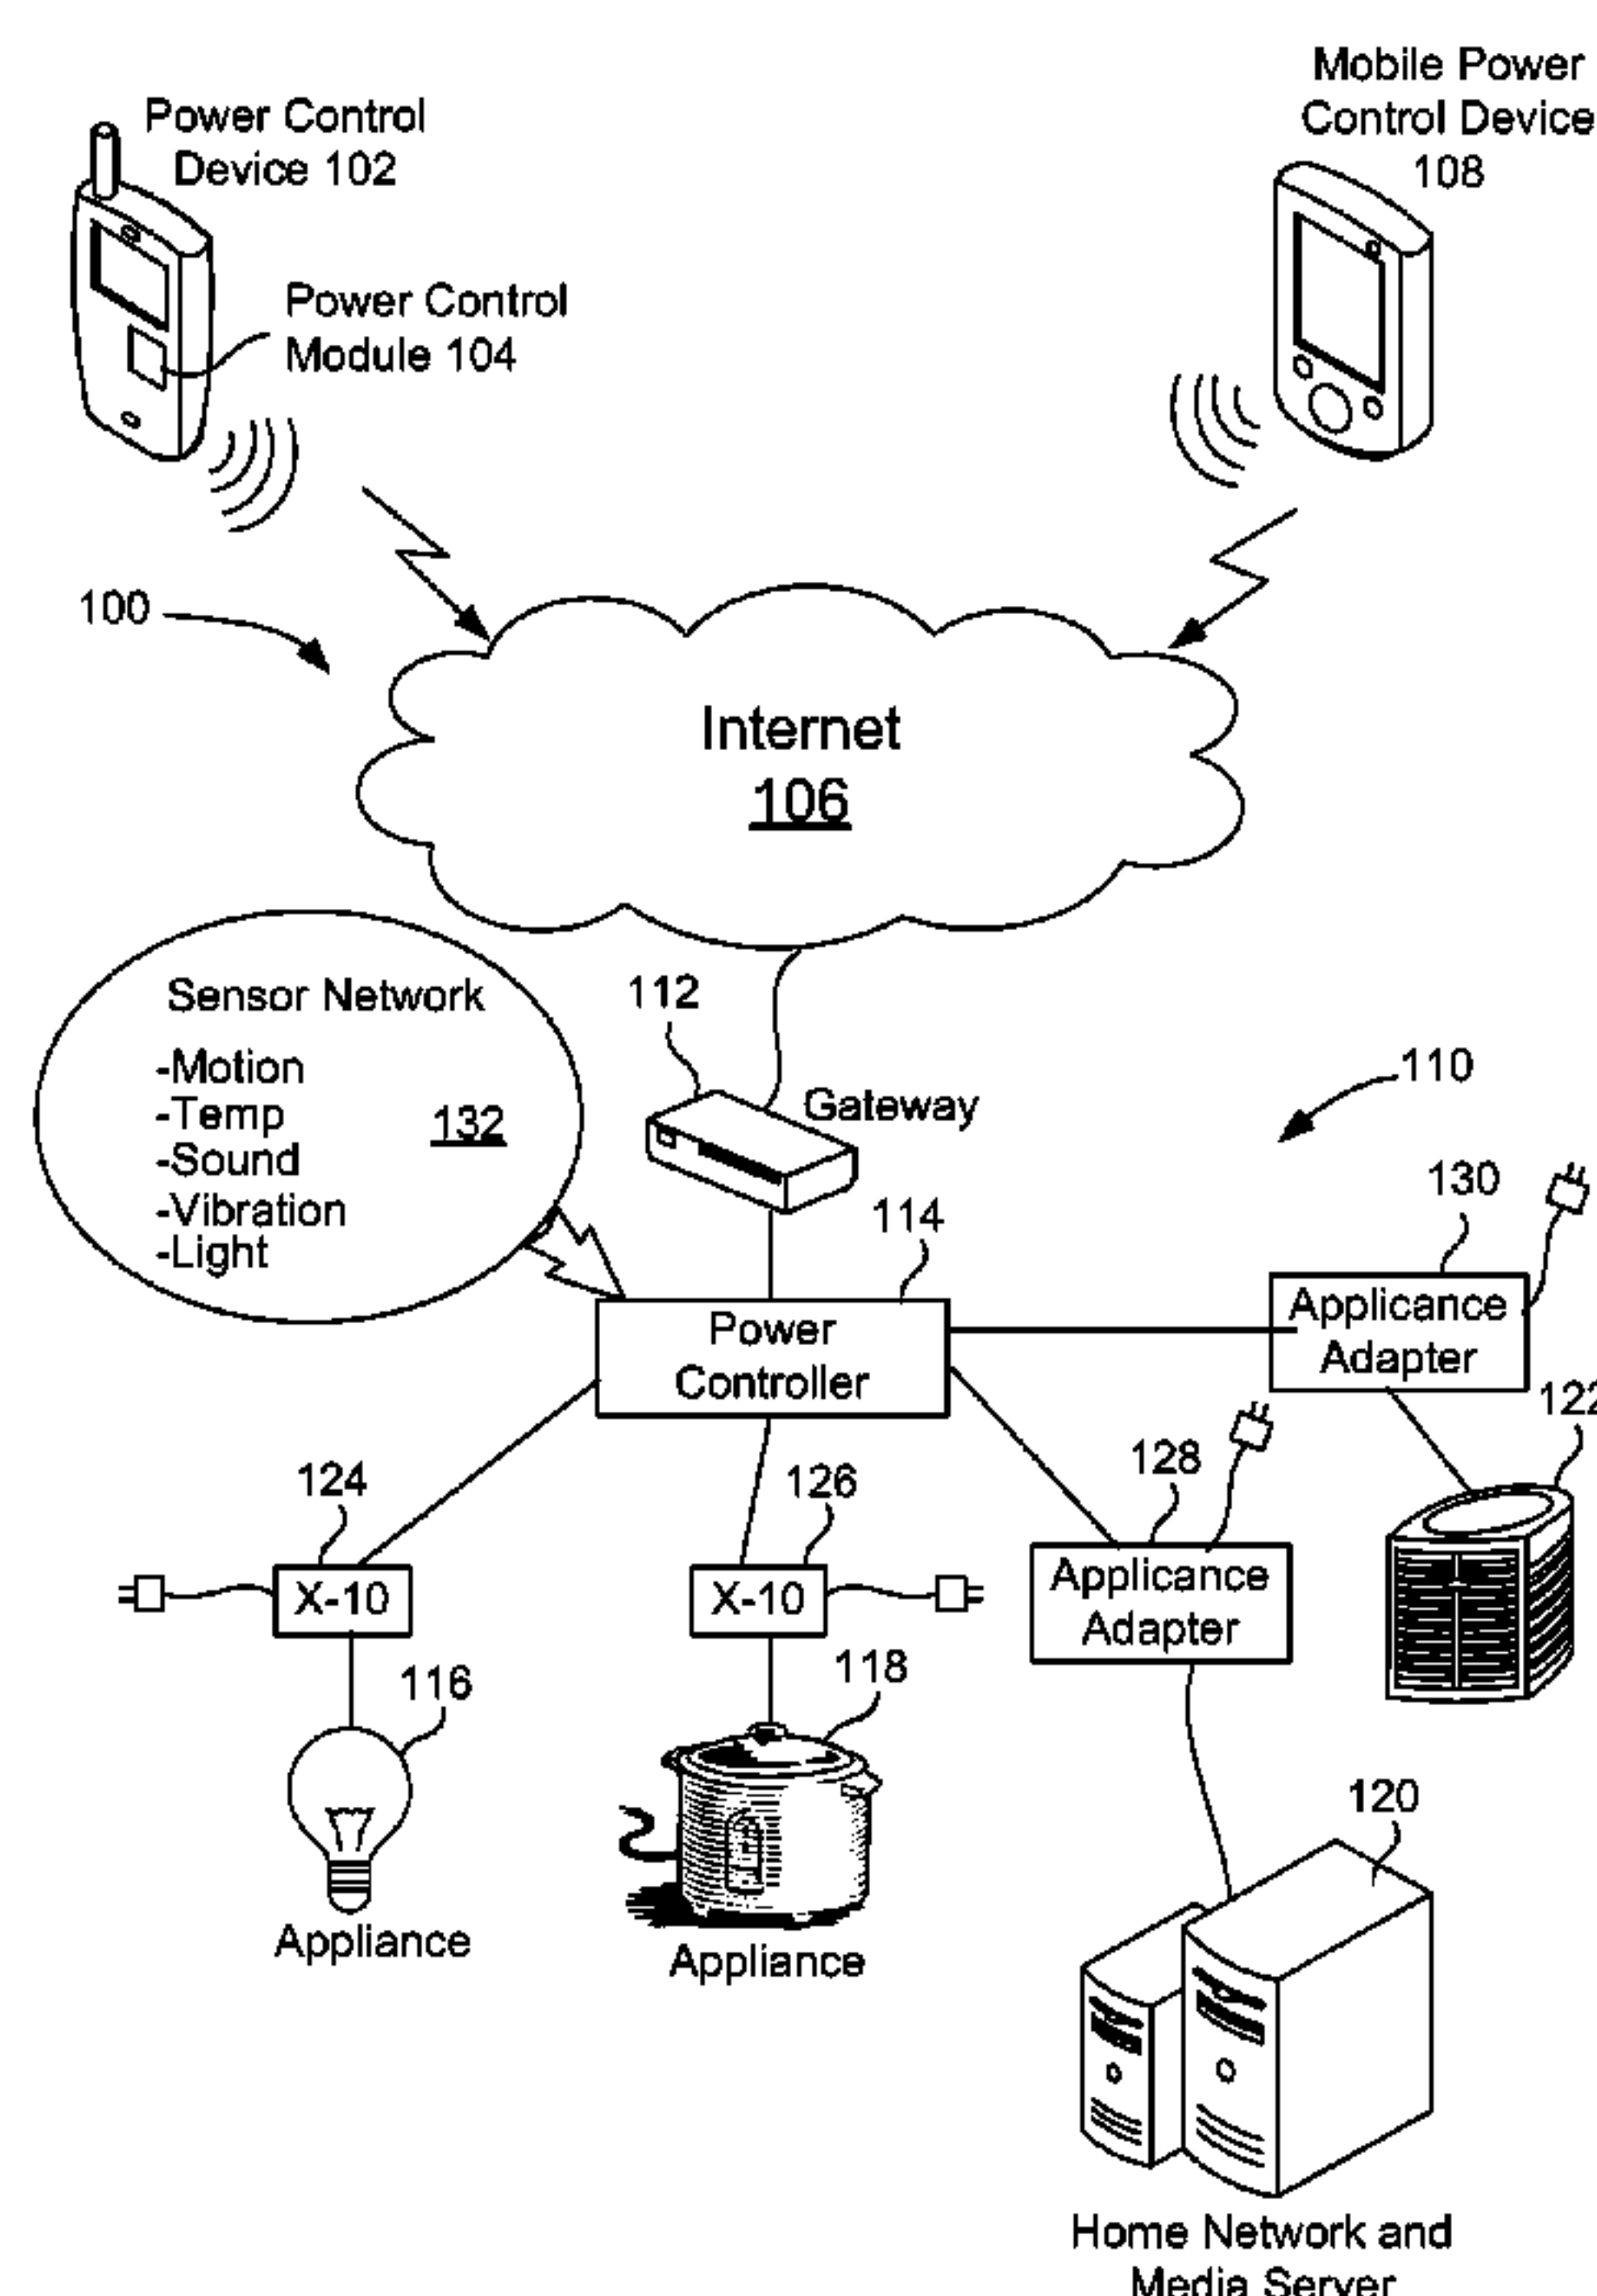 Mobile Power
Control Device
108
Power Control
Device 102
Power Control
Module 104
100
Internet
106
Sensor Network
-Motion
-Temp
-Sound
-Vibration
-Light
132
112
Gateway
110
114
130
Power
Controller
Applicance
Adapter
122
124
126
128
X-10
X-10
Applicance
Adapter
116
118
120
Appliance
Appliance
Home Network and
Media Server